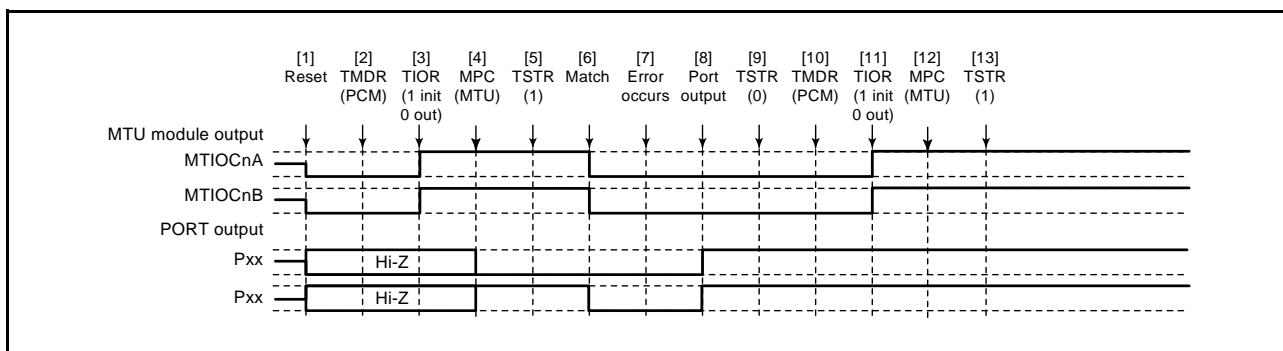 [1] [2] [3] [4] [5] [6] [7] [8] [9] [10] [11] [12] [13]
Reset TMDR TIOR MPC TSTR Match Error Port TSTR TMDR TIOR MPC TSTR
(PCM) (1 init (MTU) (1) occurs output (0) (PCM) (1 init (MTU) (1)
0 out) 0 out)
MTU module output
MTIOCnA
MTIOCnB
PORT output
Pxx Hi-Z
Pxx Hi-Z